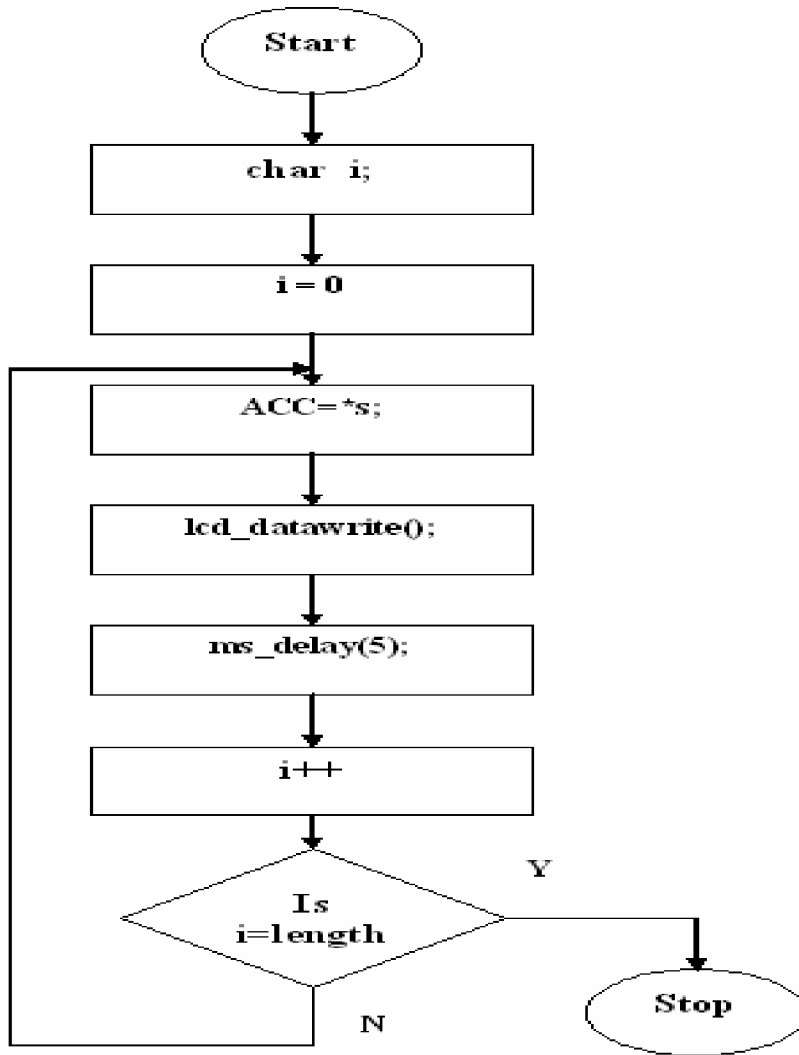 Start
char i;
i = 0
ACC=*s;
lcd_datawrite();
ms_delay(5);
i++
Is
i=length
Y
N
Stop